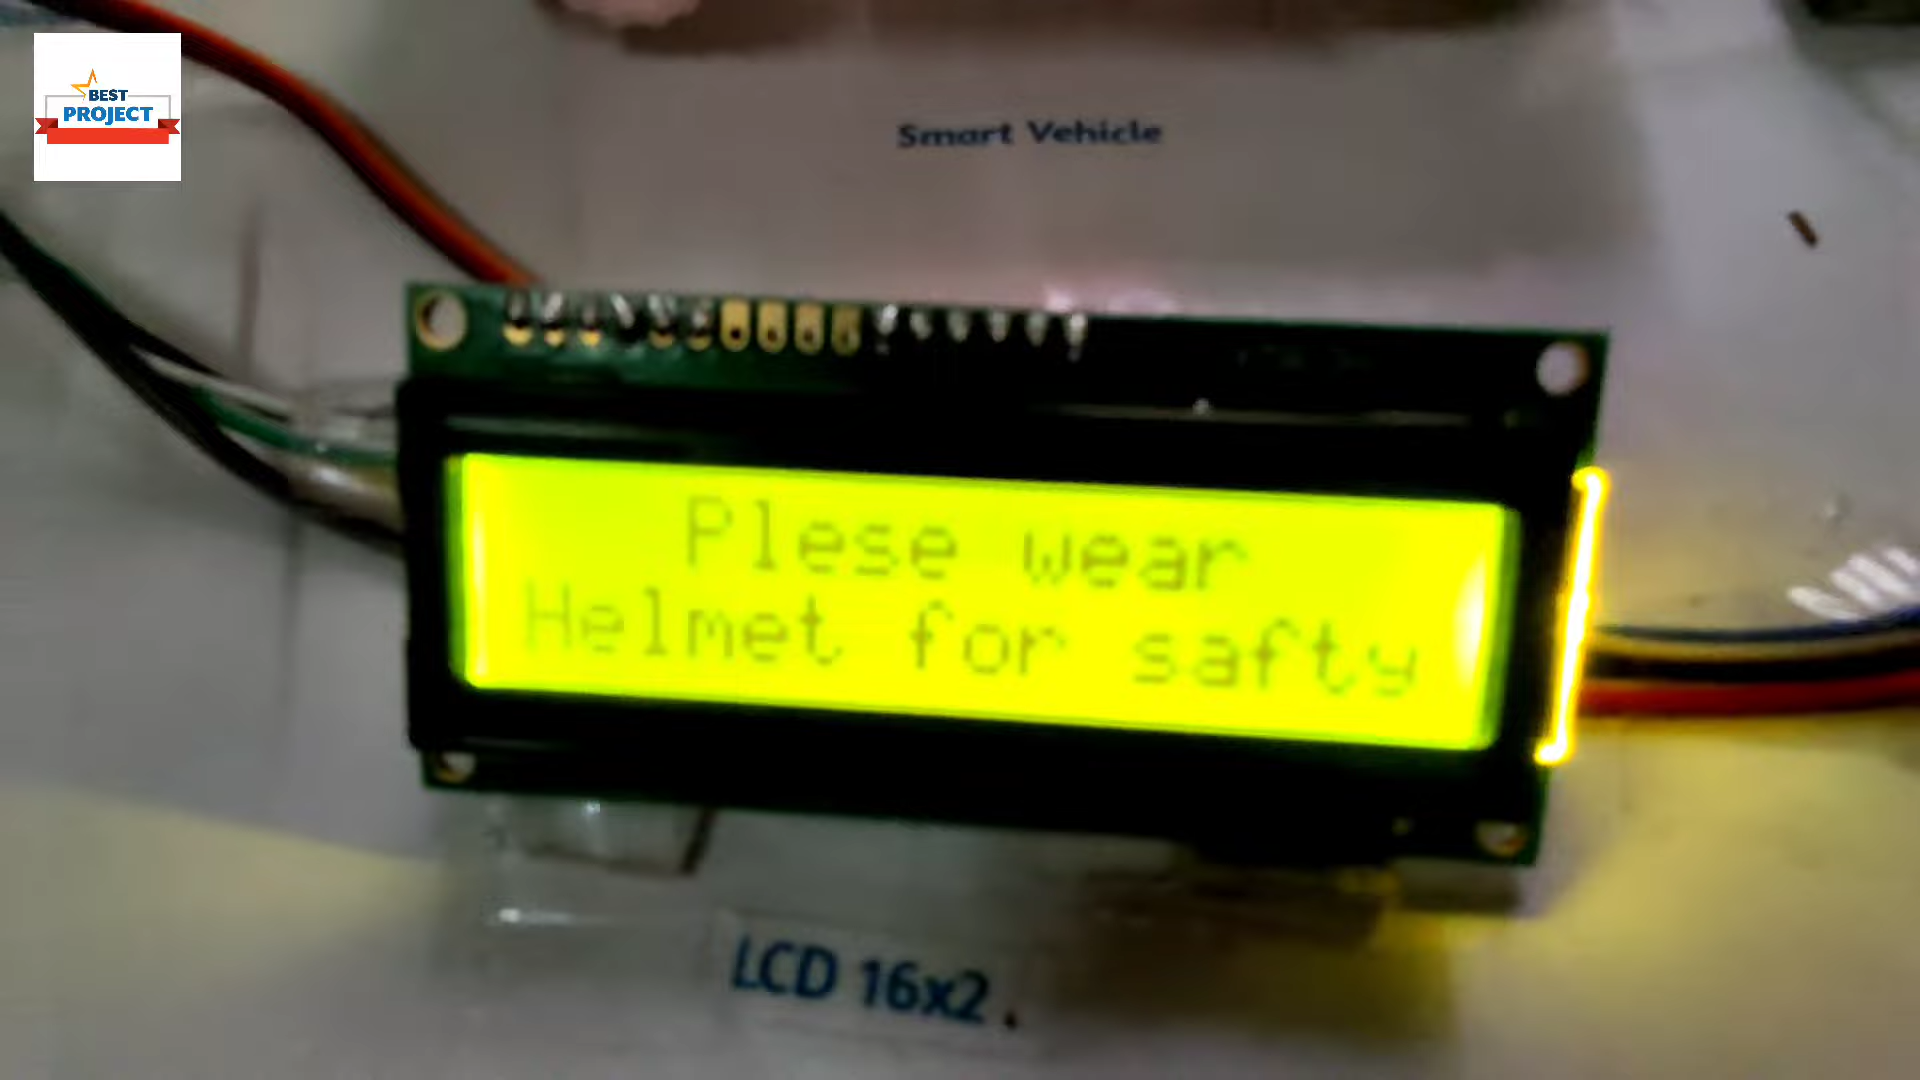 BEST
PROJECT
Smart Vehicle
Plese wear
Helmet for safty
LCD 16x2 .